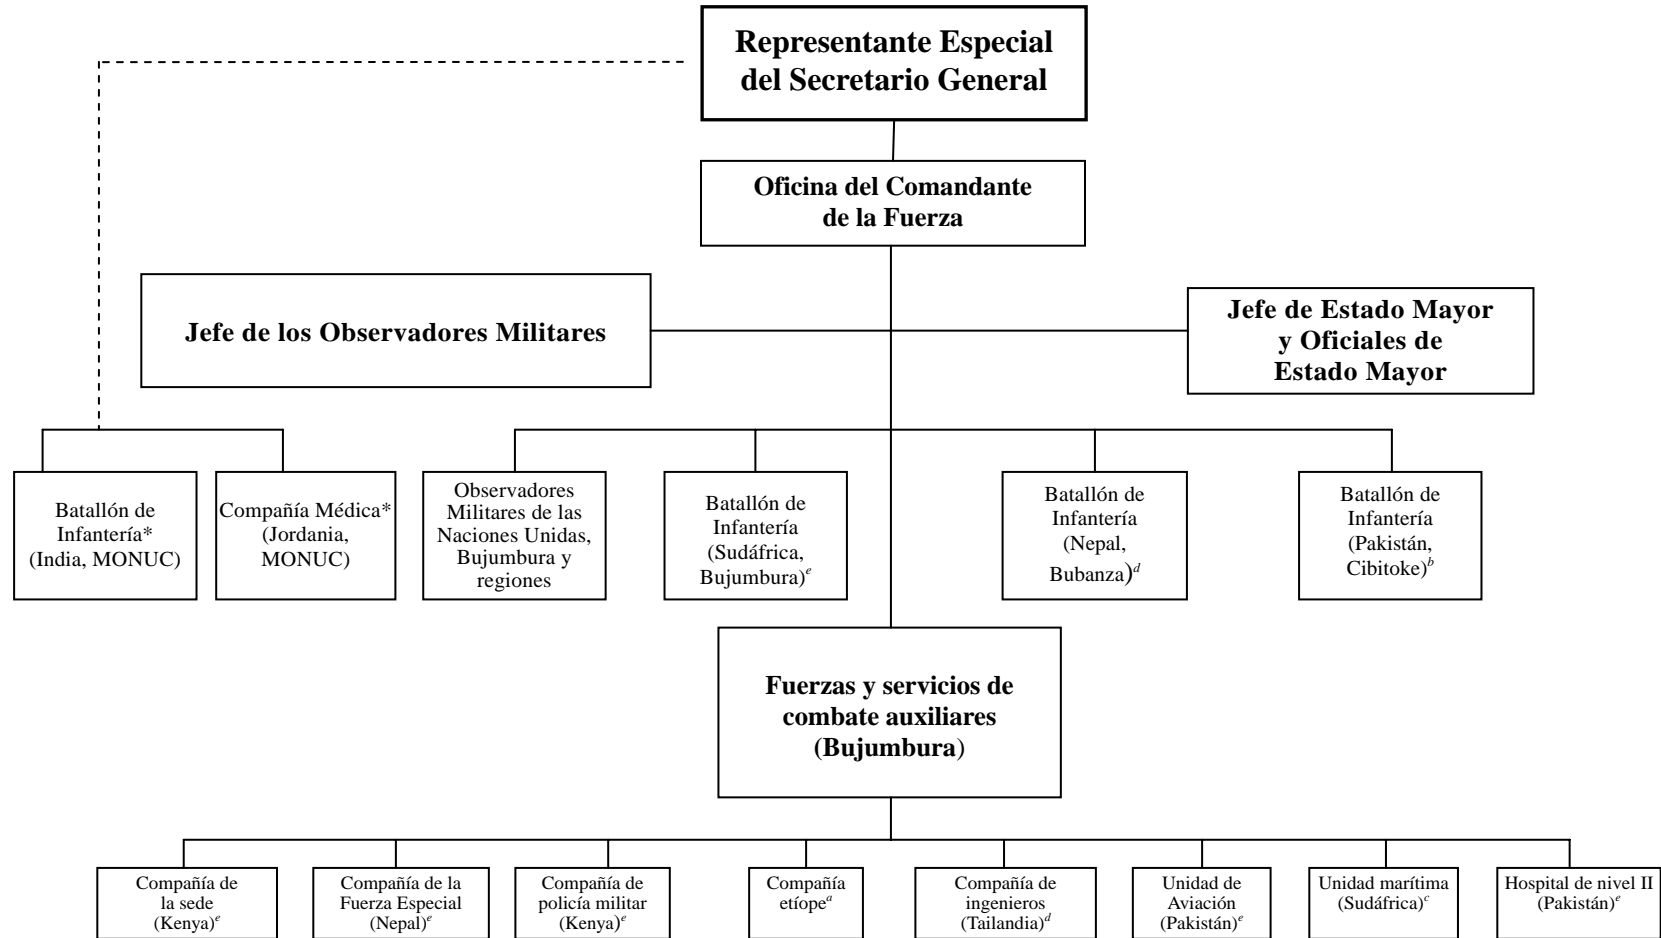 Representante Especial
del Secretario General
Oficina del Comandante
de la Fuerza
Jefe de los Observadores Militares
Jefe de Estado Mayor
y Oficiales de
Estado Mayor
Batallón de
Infantería*
(India, MONUC)
Compañía Médica*
(Jordania,
MONUC)
Observadores
Militares de las
Naciones Unidas,
Bujumbura y
regiones
Batallón de
Infantería
(Sudáfrica,
Bujumbura)e
Batallón de
Infantería
(Nepal,
Bubanza)d
Batallón de
Infantería
(Pakistán,
Cibitoke)b
Fuerzas y servicios de
combate auxiliares
(Bujumbura)
Compañía de
la sede
(Kenya)e
Compañía de la
Fuerza Especial
(Nepal)e
Compañía de
policía militar
(Kenya)e
Compañía
etíopea
Compañía de
ingenieros
(Tailandia)d
Unidad de
Aviación
(Pakistán)e
Unidad marítima
(Sudáfrica)c
Hospital de nivel II
(Pakistán)e